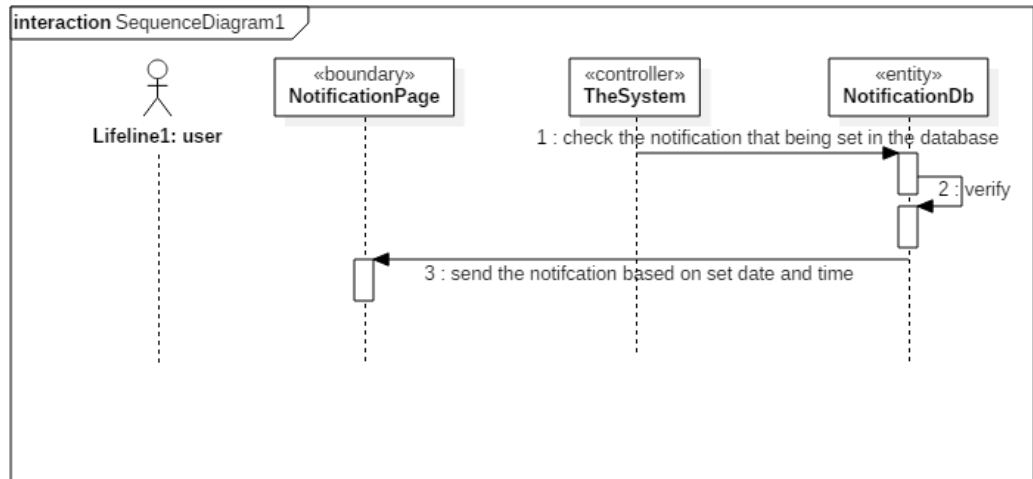 interaction SequenceDiagram1
«boundary»
NotificationPage
«controller»
TheSystem
«entity»
NotificationDb
Lifeline1: user
1 : check the notification that being set in the database
2 : verify
3 : send the notifcation based on set date and time